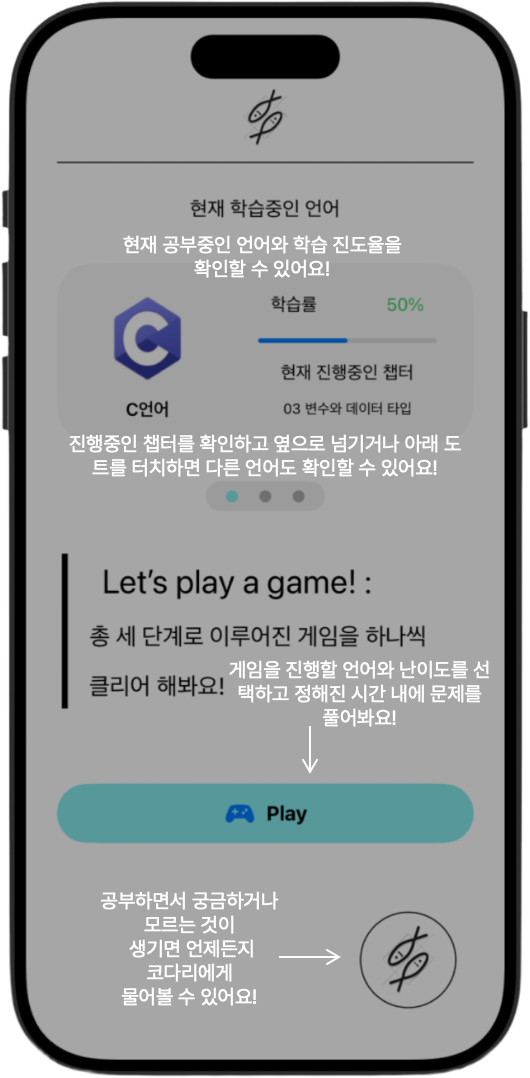 현재 학습중인 언어
현재 공부중인 언어와 학습 진도율을
확인할 수 있어요!
학습률 50%
현재 진행중인 챕터
C언어
03 변수와 데이터 타입
진행중인 챕터를 확인하고 옆으로 넘기거나 아래 도
트를 터치하면 다른 언어도 확인할 수 있어요!
Let's play a game! :
총 세 단계로 이루어진 게임을 하나씩
클리어 해봐요!
게임을 진행할 언어와 난이도를 선
택하고 정해진 시간 내에 문제를
풀어봐요!
Play
공부하면서 궁금하거나
모르는 것이
생기면 언제든지
코다리에게
물어볼 수 있어요!